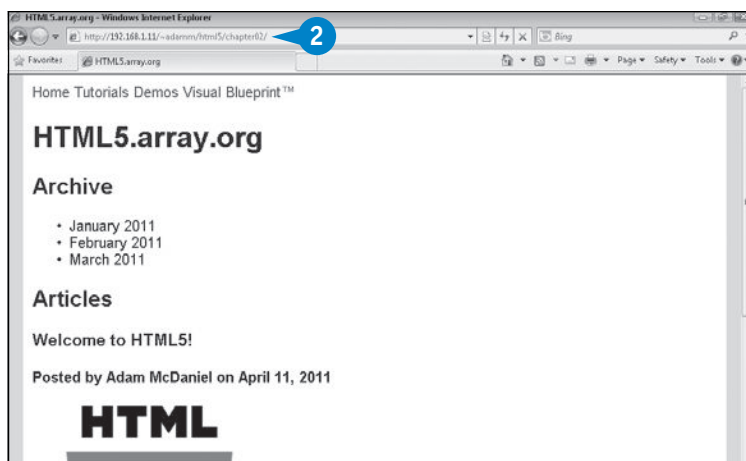 HTML5.array.org - Windows Internet Explorer
http://192.168.1.11/~adamm/html5/chapter02/
2
Bing
Favorites
HTML5.array.org
Page
Safety
Tools
Home Tutorials Demos Visual Blueprint™
HTML5.array.org
Archive
• January 2011
• February 2011
• March 2011
Articles
Welcome to HTML5!
Posted by Adam McDaniel on April 11, 2011
HTML